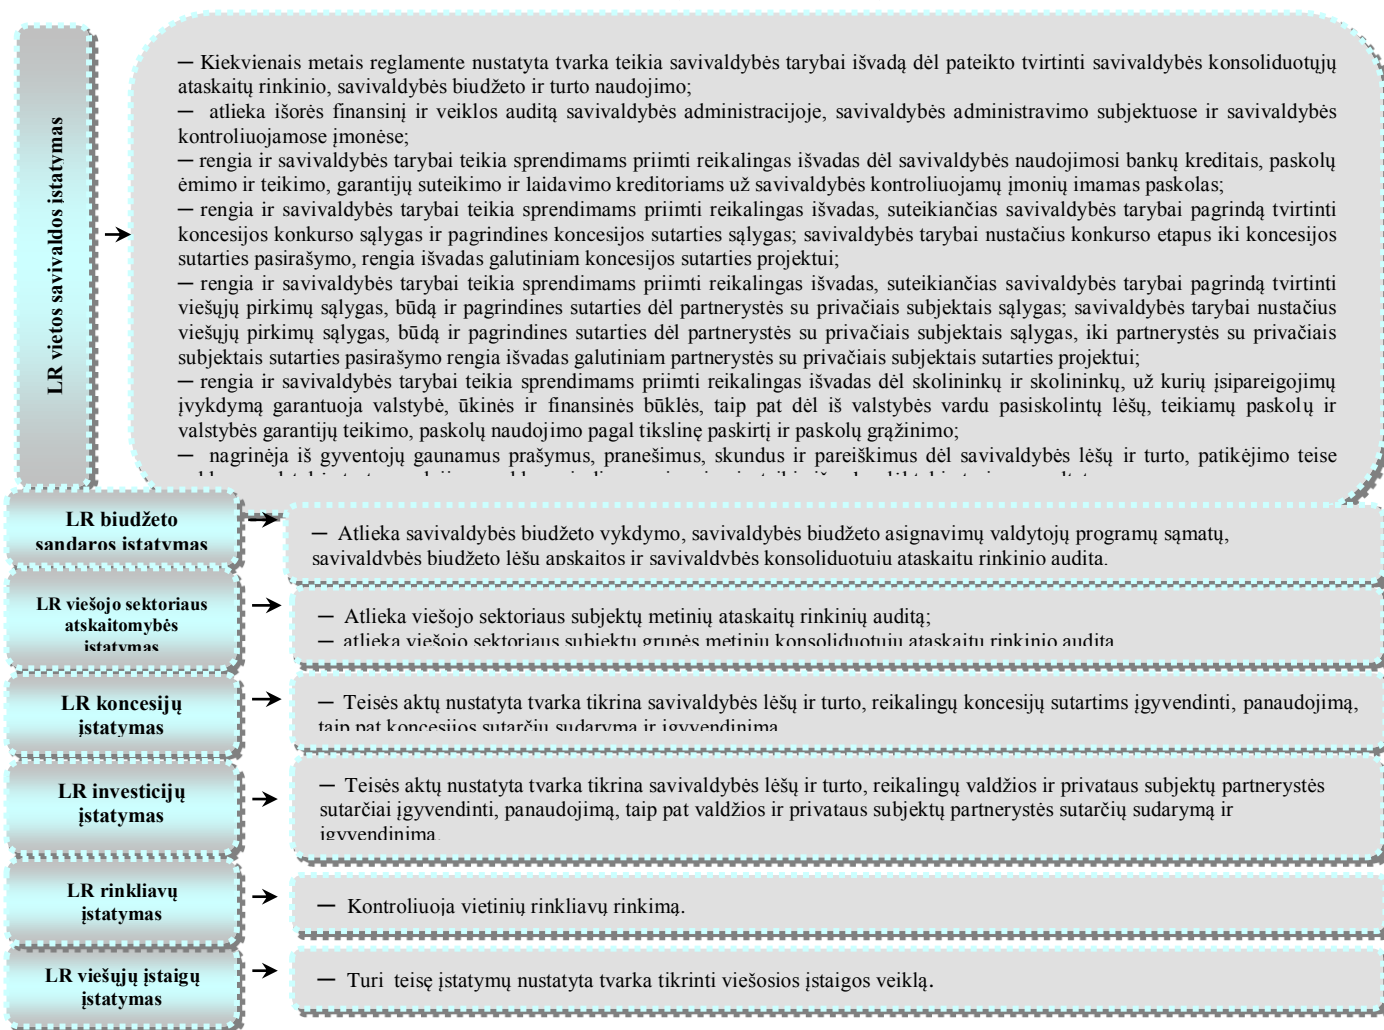 LR vietos savivaldos įstatymas
— Kiekvienais metais reglamente nustatyta tvarka teikia savivaldybės tarybai išvadą dėl pateikto tvirtinti savivaldybės konsoliduotųjų
ataskaitų rinkinio, savivaldybės biudžeto ir turto naudojimo;
— atlieka išorės finansinį ir veiklos auditą savivaldybės administracijoje, savivaldybės administravimo subjektuose ir savivaldybės
kontroliuojamose įmonėse;
— rengia ir savivaldybės tarybai teikia sprendimams priimti reikalingas išvadas dėl savivaldybės naudojimosi bankų kreditais, paskolų
ėmimo ir teikimo, garantijų suteikimo ir laidavimo kreditoriams už savivaldybės kontroliuojamų įmonių imamas paskolas;
— rengia ir savivaldybės tarybai teikia sprendimams priimti reikalingas išvadas, suteikiančias savivaldybės tarybai pagrindą tvirtinti
koncesijos konkurso sąlygas ir pagrindines koncesijos sutarties sąlygas; savivaldybės tarybai nustačius konkurso etapus iki koncesijos
sutarties pasirašymo, rengia išvadas galutiniam koncesijos sutarties projektui;
— rengia ir savivaldybės tarybai teikia sprendimams priimti reikalingas išvadas, suteikiančias savivaldybės tarybai pagrindą tvirtinti
viešųjų pirkimų sąlygas, būdą ir pagrindines sutarties dėl partnerystės su privačiais subjektais sąlygas; savivaldybės tarybai nustačius
viešųjų pirkimų sąlygas, būdą ir pagrindines sutarties dėl partnerystės su privačiais subjektais sąlygas, iki partnerystės su privačiais
subjektais sutarties pasirašymo rengia išvadas galutiniam partnerystės su privačiais subjektais sutarties projektui;
— rengia ir savivaldybės tarybai teikia sprendimams priimti reikalingas išvadas dėl skolininkų ir skolininkų, už kurių įsipareigojimų
įvykdymą garantuoja valstybė, ūkinės ir finansinės būklės, taip pat dėl iš valstybės vardu pasiskolintų lėšų, teikiamų paskolų ir
valstybės garantijų teikimo, paskolų naudojimo pagal tikslinę paskirtį ir paskolų grąžinimo;
— nagrinėja iš gyventojų gaunamus prašymus, pranešimus, skundus ir pareiškimus dėl savivaldybės lėšų ir turto, patikėjimo teise
LR biudžeto
sandaros įstatymas
— Atlieka savivaldybės biudžeto vykdymo, savivaldybės biudžeto asignavimų valdytojų programų sąmatų,
savivaldybės biudžeto lėšų apskaitos ir savivaldybės konsoliduotųjų ataskaitų rinkinio auditą.
LR viešojo sektoriaus
atskaitomybės
įstatymas
— Atlieka viešojo sektoriaus subjektų metinių ataskaitų rinkinių auditą;
— atlieka viešojo sektoriaus subjektų grupės metinių konsoliduotųjų ataskaitų rinkinio auditą
LR koncesijų
įstatymas
— Teisės aktų nustatyta tvarka tikrina savivaldybės lėšų ir turto, reikalingų koncesijų sutartims įgyvendinti, panaudojimą,
taip pat koncesijos sutarčių sudarymą ir įgyvendinimą
LR investicijų
įstatymas
— Teisės aktų nustatyta tvarka tikrina savivaldybės lėšų ir turto, reikalingų valdžios ir privataus subjektų partnerystės
sutarčiai įgyvendinti, panaudojimą, taip pat valdžios ir privataus subjektų partnerystės sutarčių sudarymą ir
įgyvendinimą.
LR rinkliavų
įstatymas
— Kontroliuoja vietinių rinkliavų rinkimą.
LR viešųjų įstaigų
įstatymas
— Turi teisę įstatymų nustatyta tvarka tikrinti viešosios įstaigos veiklą.